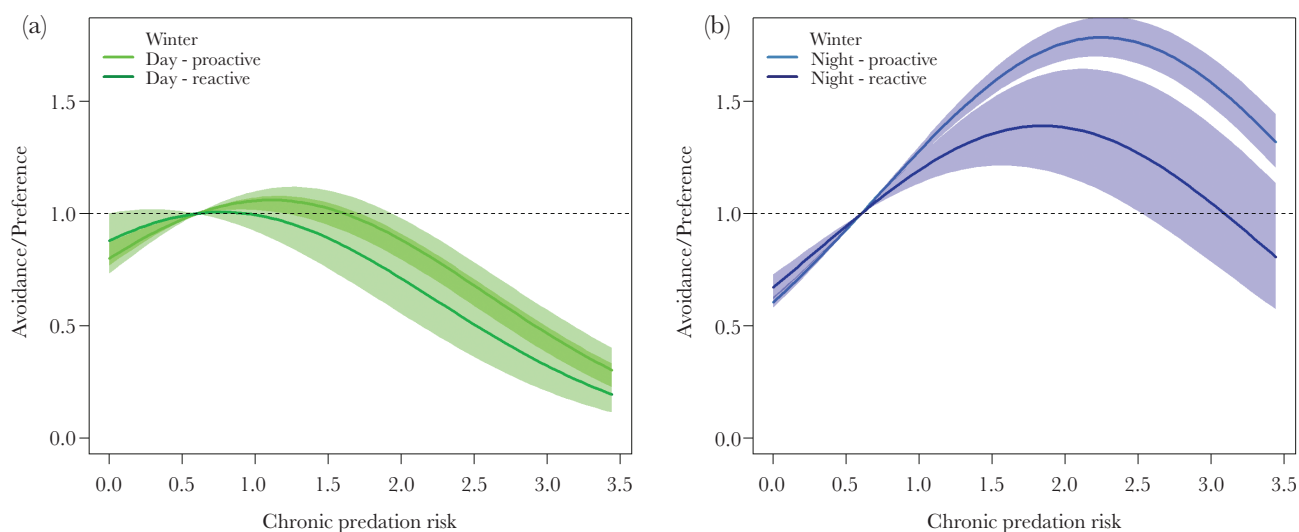 (a)
Winter
Day - proactive
Day - reactive
Avoidance/Preference
1.5
1.0
0.5
0.0
0.0 0.5 1.0 1.5 2.0 2.5 3.0 3.5
Chronic predation risk
(b)
Winter
Night - proactive
Night - reactive
Avoidance/Preference
1.5
1.0
0.5
0.0
0.0 0.5 1.0 1.5 2.0 2.5 3.0 3.5
Chronic predation risk